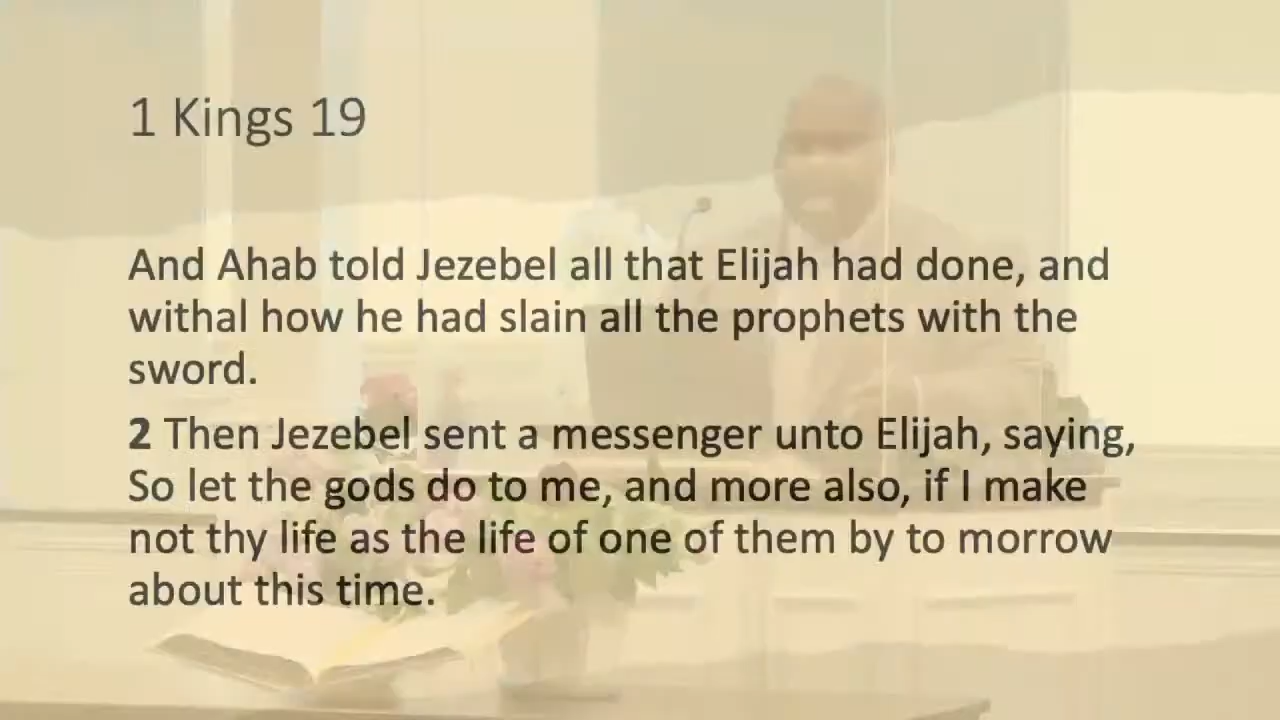 1 Kings 19
And Ahab told Jezebel all that Elijah had done, and
withal how he had slain all the prophets with the
sword.
2 Then Jezebel sent a messenger unto Elijah, saying,
So let the gods do to me, and more also, if I make
not thy life as the life of one of them by to morrow
about this time.